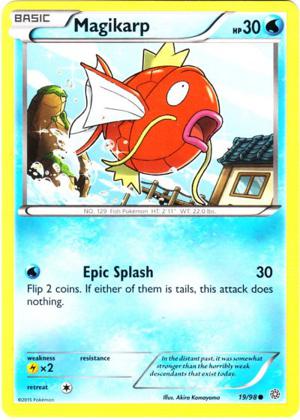 BASIC
Magikarp
HP 30
NO. 129 Fish Pokémon HT: 2'11" WT: 22.0 lbs.
Epic Splash 30
Flip 2 coins. If either of them is tails, this attack does
nothing.
weakness
×2
resistance
retreat
In the distant past, it was somewhat
stronger than the horribly weak
descendants that exist today.
Illus. Akira Komayama
19/98
©2015 Pokémon